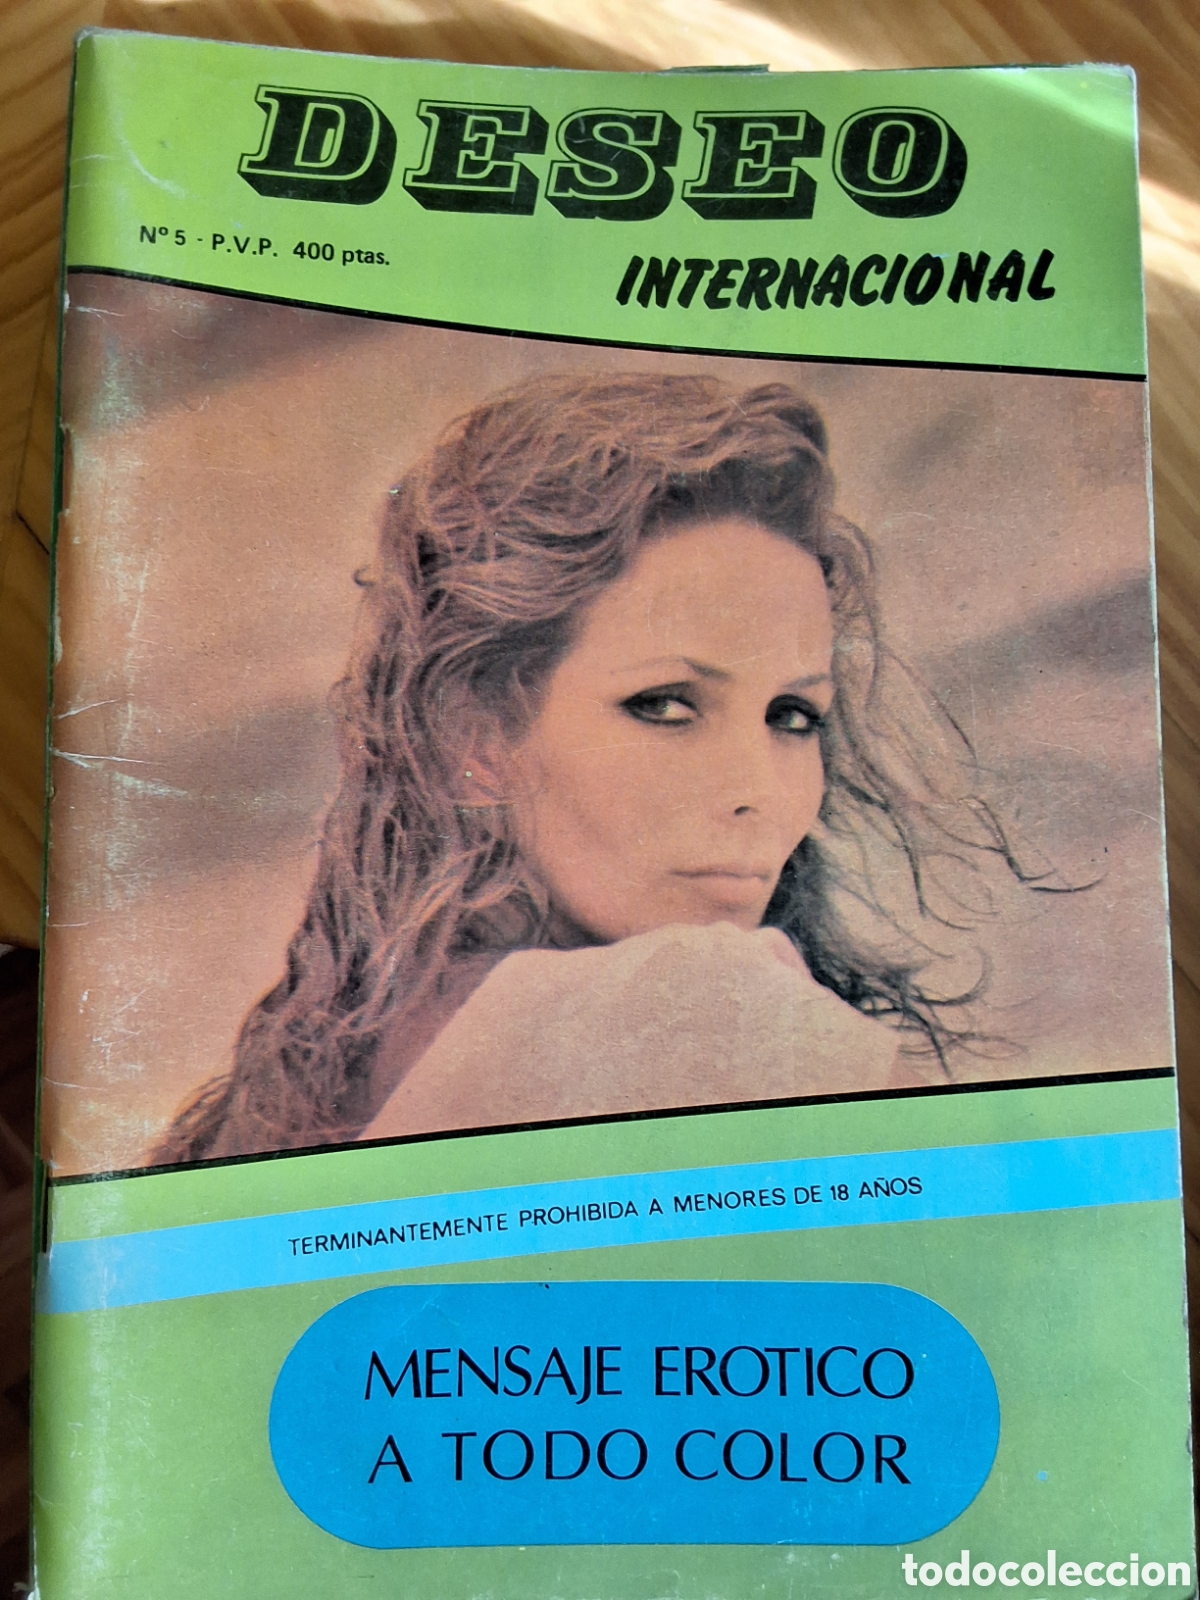 DESEO
Nº 5 - P.V.P. 400 ptas.
INTERNACIONAL
TERMINANTEMENTE PROHIBIDA A MENORES DE 18 AÑOS
MENSAJE EROTICO
A TODO COLOR
todocoleccion